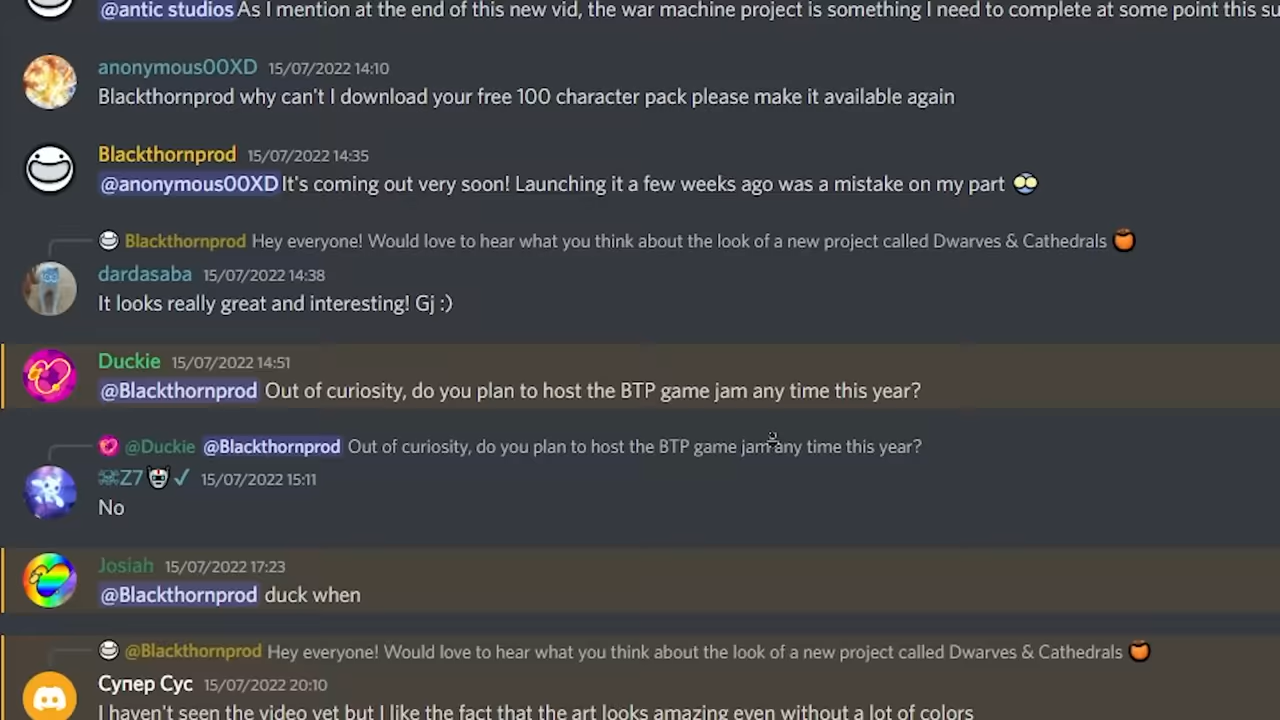 @antic studios As I mention at the end of this new vid, the war machine project is something I need to complete at some point this su
anonymous00XD 15/07/2022 14:10
Blackthornprod why can't I download your free 100 character pack please make it available again
Blackthornprod 15/07/2022 14:35
@anonymous00XD It's coming out very soon! Launching it a few weeks ago was a mistake on my part
Blackthornprod Hey everyone! Would love to hear what you think about the look of a new project called Dwarves & Cathedrals
dardasaba 15/07/2022 14:38
It looks really great and interesting! Gj :)
Duckie 15/07/2022 14:51
@Blackthornprod Out of curiosity, do you plan to host the BTP game jam any time this year?
@Duckie @Blackthornprod Out of curiosity, do you plan to host the BTP game jam any time this year?
☠Z7 ✓ 15/07/2022 15:11
No
Josiah 15/07/2022 17:23
@Blackthornprod duck when
@Blackthornprod Hey everyone! Would love to hear what you think about the look of a new project called Dwarves & Cathedrals
Супер Сус 15/07/2022 20:10
I haven't seen the video yet but I like the fact that the art looks amazing even without a lot of colors